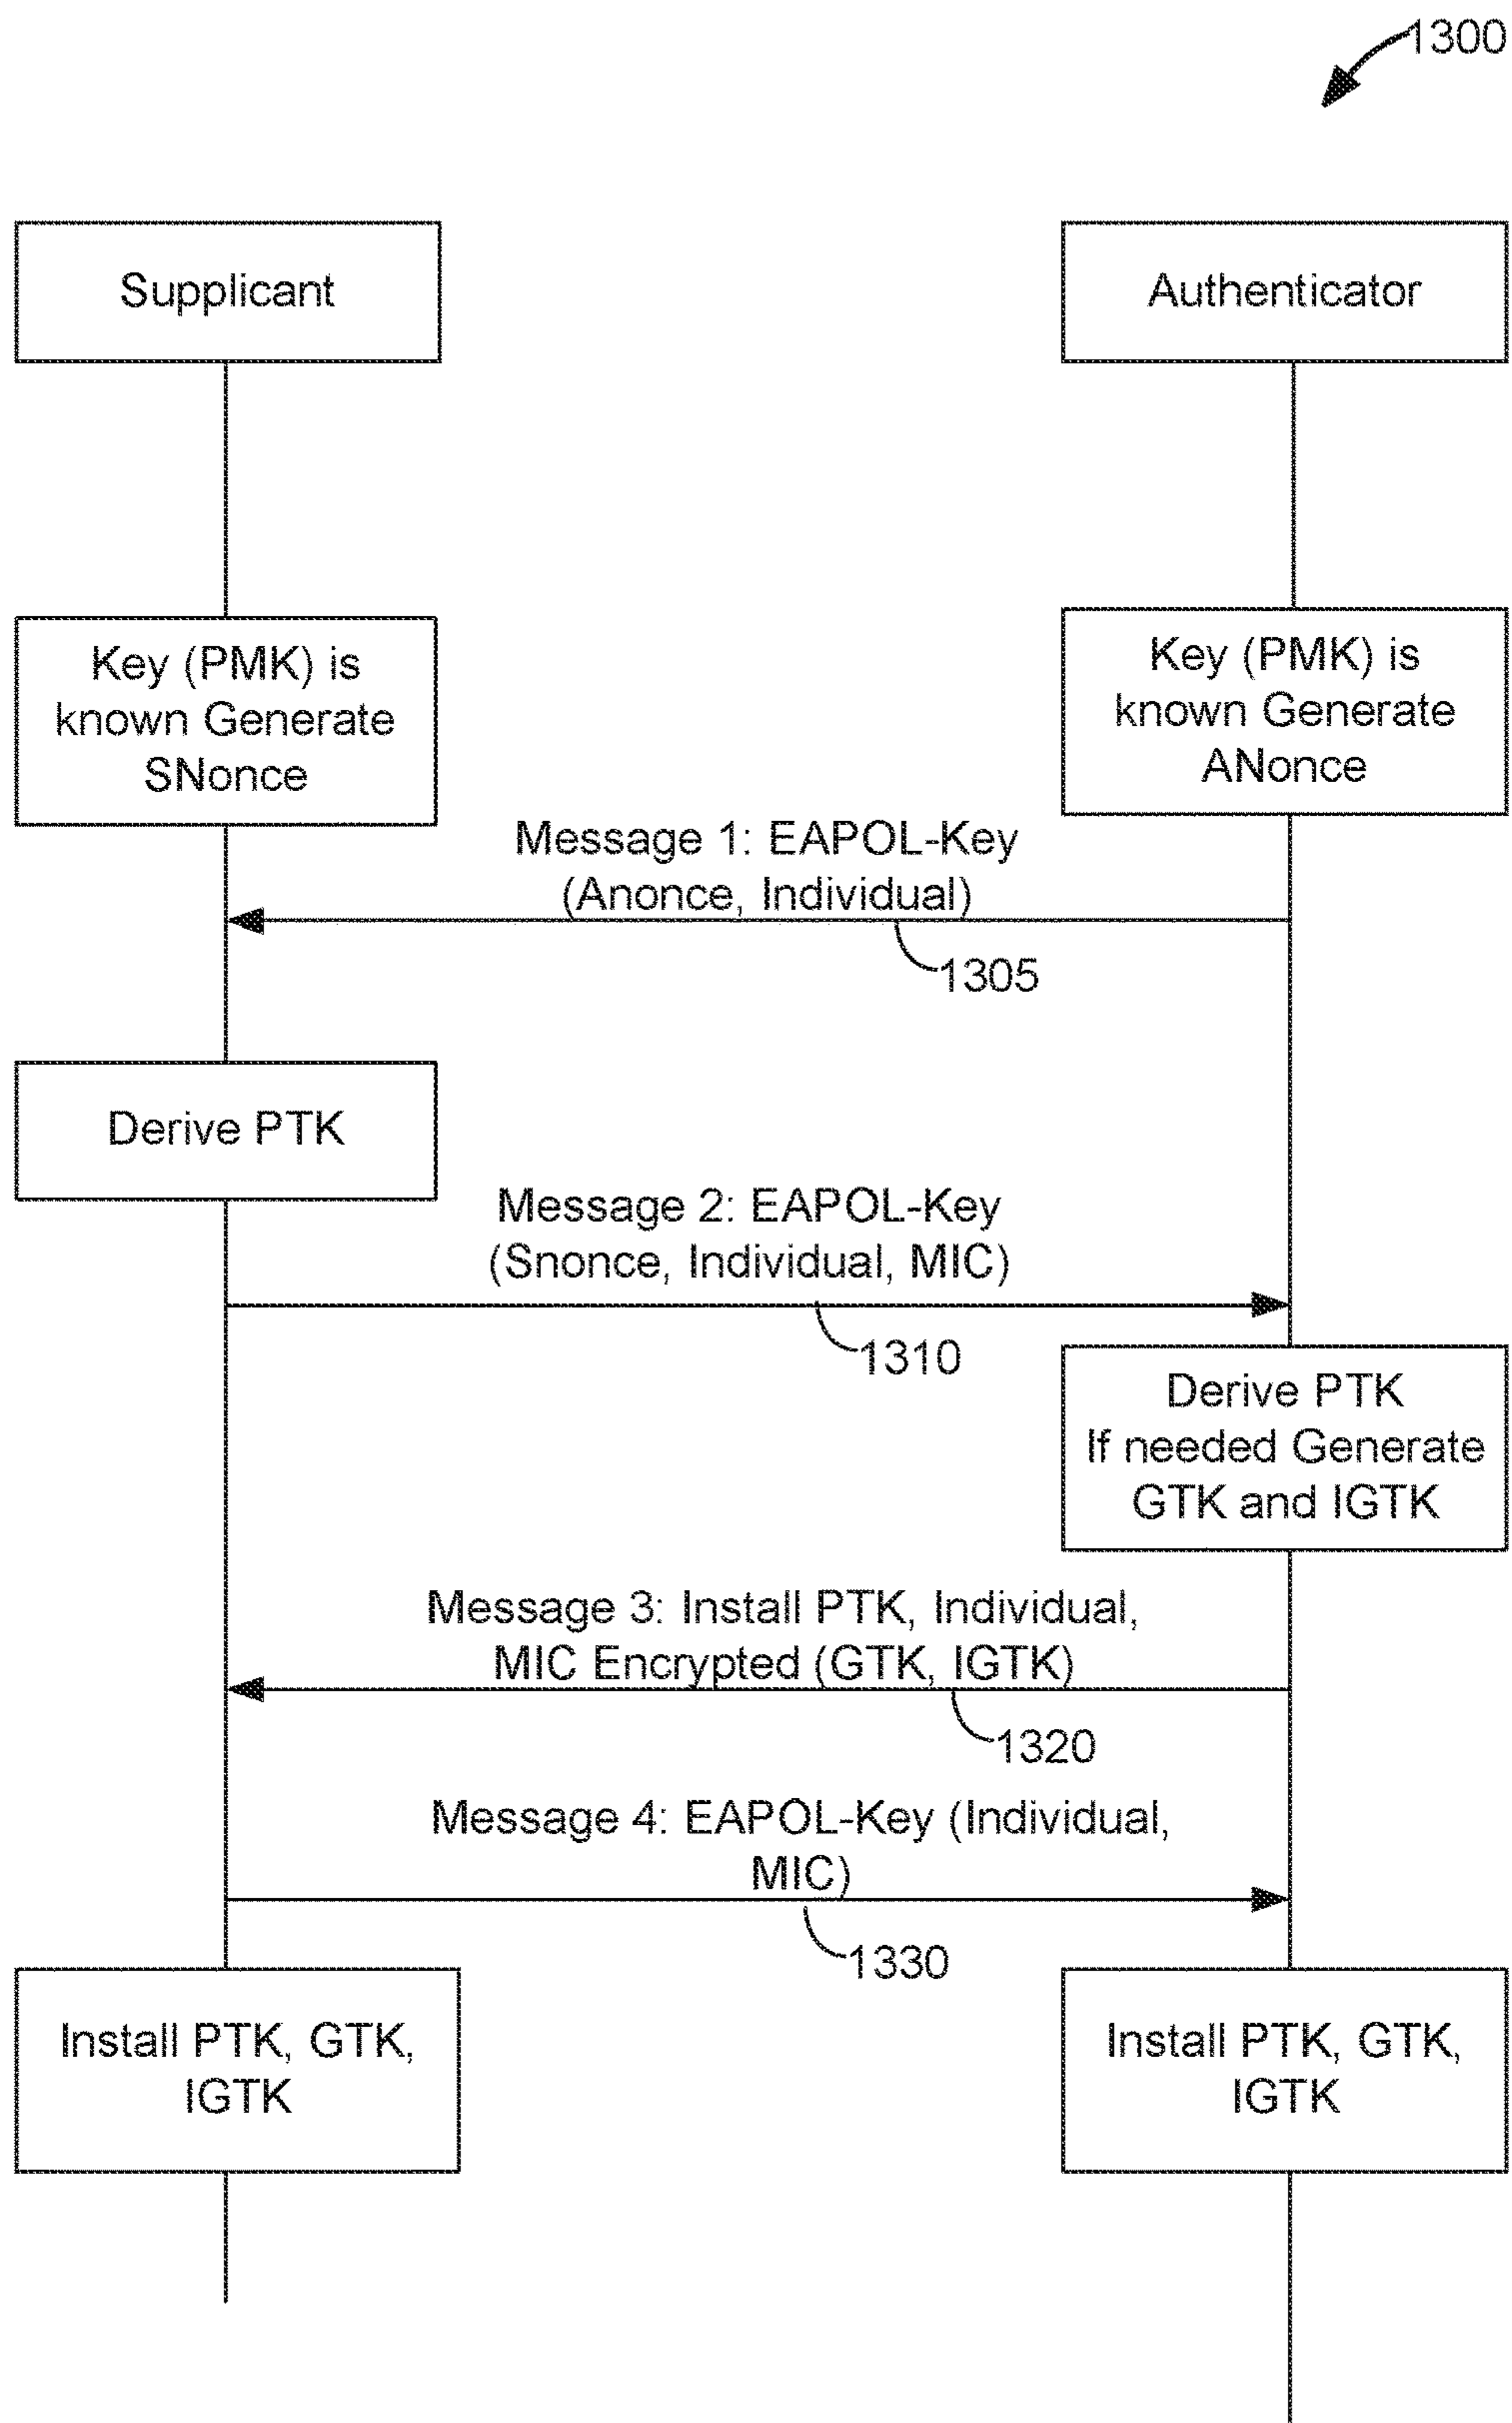 1300
Supplicant
Authenticator
Key (PMK) is
known Generate
SNonce
Key (PMK) is
known Generate
ANonce
Message 1: EAPOL-Key
(Anonce, Individual)
1305
Derive PTK
Message 2: EAPOL-Key
(Snonce, Individual, MIC)
1310
Derive PTK
If needed Generate
GTK and IGTK
Message 3: Install PTK, Individual,
MIC Encrypted (GTK, IGTK)
1320
Message 4: EAPOL-Key (Individual,
MIC)
1330
Install PTK, GTK,
IGTK
Install PTK, GTK,
IGTK